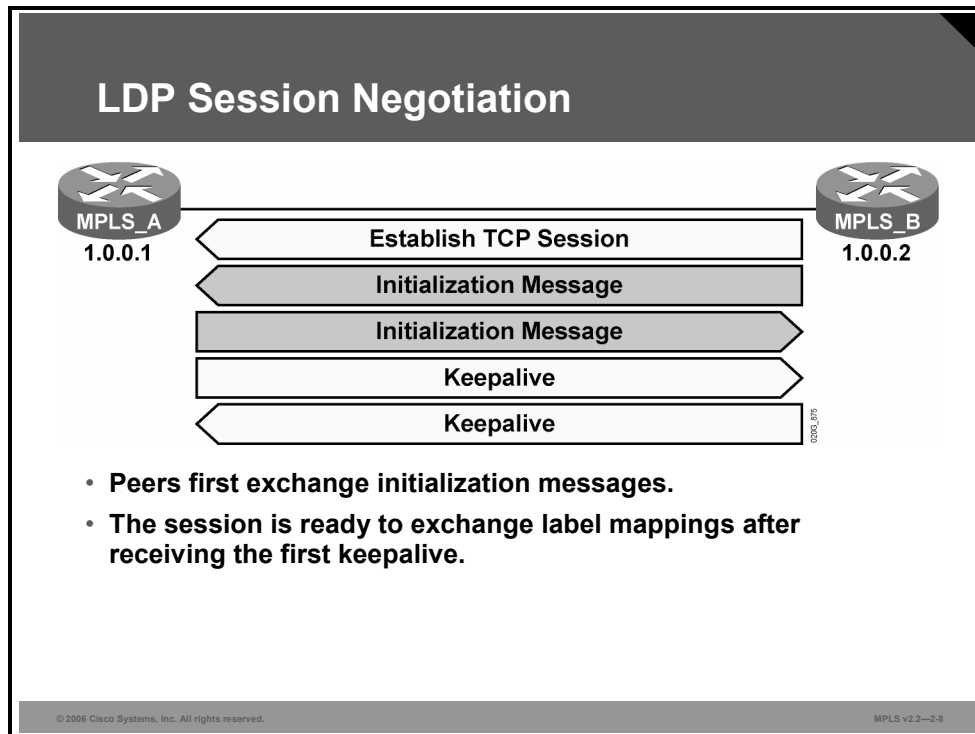 LDP Session Negotiation
MPLS_A
MPLS_B
1.0.0.1
1.0.0.2
Establish TCP Session
Initialization Message
Initialization Message
Keepalive
Keepalive
020G_875
• Peers first exchange initialization messages.
• The session is ready to exchange label mappings after
receiving the first keepalive.
© 2006 Cisco Systems, Inc. All rights reserved.
MPLS v2.2—2-8